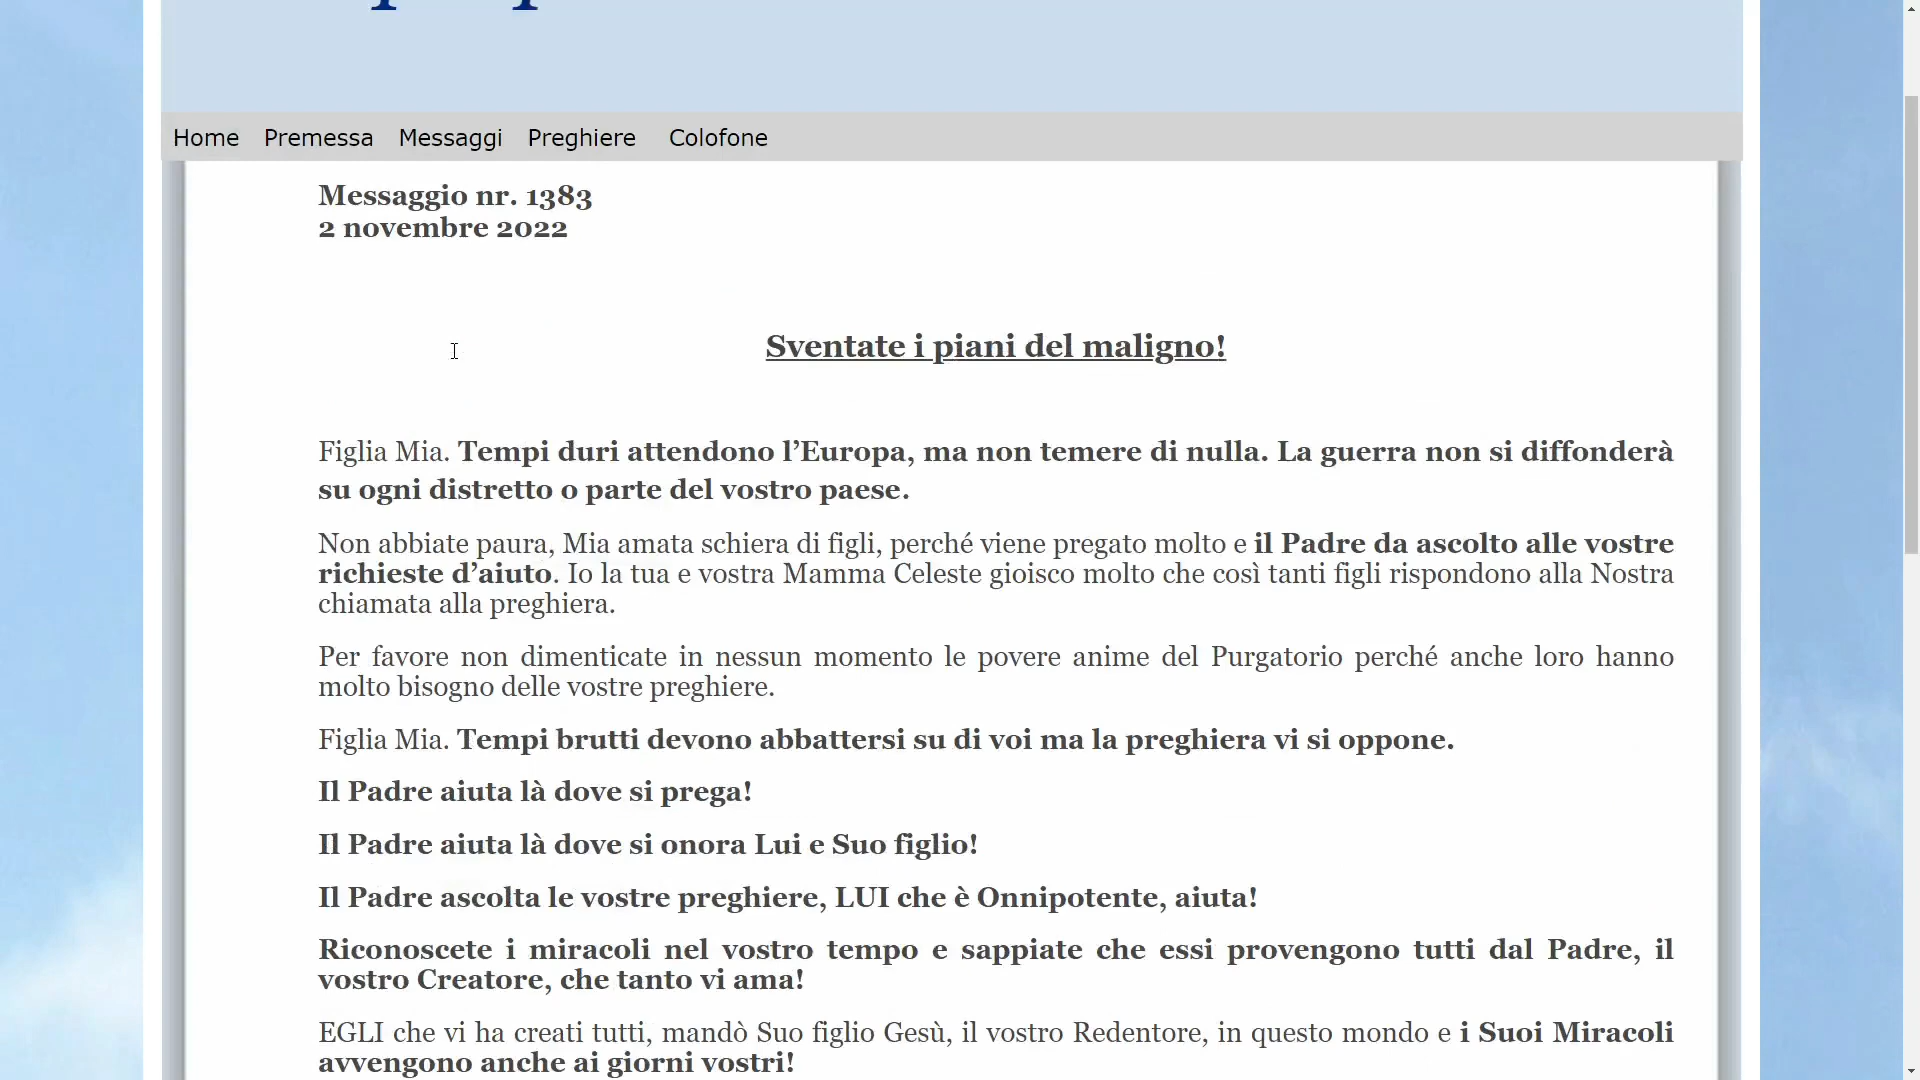 Home Premessa Messaggi Preghiere Colofone
Messaggio nr. 1383
2 novembre 2022
Sventate i piani del maligno!
Figlia Mia. Tempi duri attendono l’Europa, ma non temere di nulla. La guerra non si diffonderà
su ogni distretto o parte del vostro paese.
Non abbiate paura, Mia amata schiera di figli, perché viene pregato molto e il Padre da ascolto alle vostre
richieste d’aiuto. Io la tua e vostra Mamma Celeste gioisco molto che così tanti figli rispondono alla Nostra
chiamata alla preghiera.
Per favore non dimenticate in nessun momento le povere anime del Purgatorio perché anche loro hanno
molto bisogno delle vostre preghiere.
Figlia Mia. Tempi brutti devono abbattersi su di voi ma la preghiera vi si oppone.
Il Padre aiuta là dove si prega!
Il Padre aiuta là dove si onora Lui e Suo figlio!
Il Padre ascolta le vostre preghiere, LUI che è Onnipotente, aiuta!
Riconoscete i miracoli nel vostro tempo e sappiate che essi provengono tutti dal Padre, il
vostro Creatore, che tanto vi ama!
EGLI che vi ha creati tutti, mandò Suo figlio Gesù, il vostro Redentore, in questo mondo e i Suoi Miracoli
avvengono anche ai giorni vostri!